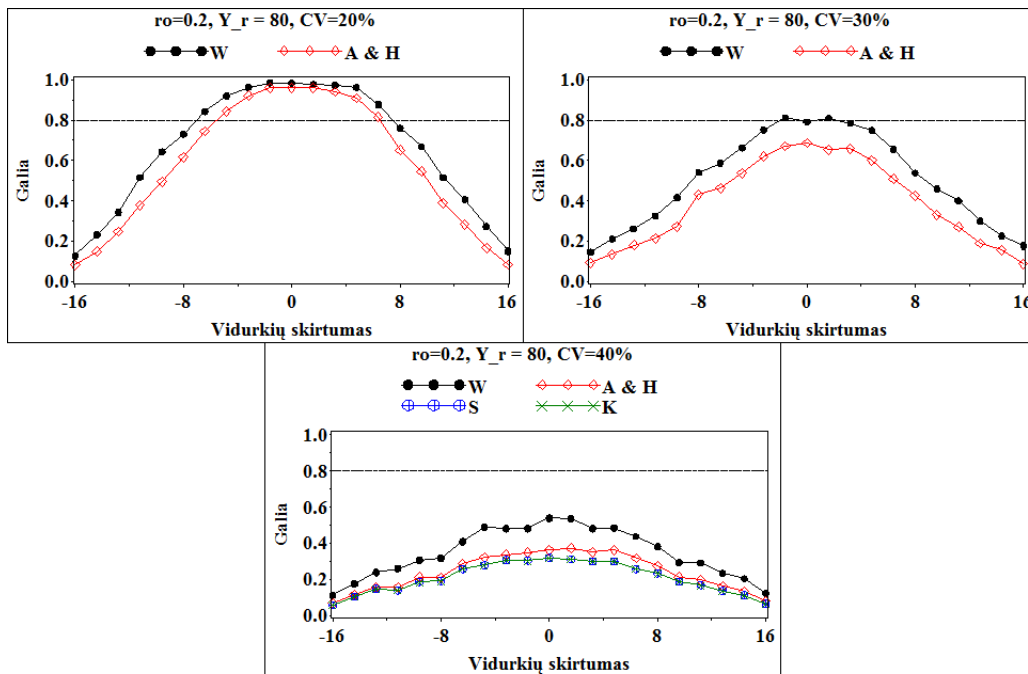 ro=0.2, Y_r = 80, CV=20%
W A & H
1.0
0.8
0.6
0.4
0.2
0.0
Galia
-16 -8 0 8 16
Vidurkių skirtumas
ro=0.2, Y_r = 80, CV=30%
W A & H
1.0
0.8
0.6
0.4
0.2
0.0
Galia
-16 -8 0 8 16
Vidurkių skirtumas
ro=0.2, Y_r = 80, CV=40%
W A & H
S K
1.0
0.8
0.6
0.4
0.2
0.0
Galia
-16 -8 0 8 16
Vidurkių skirtumas